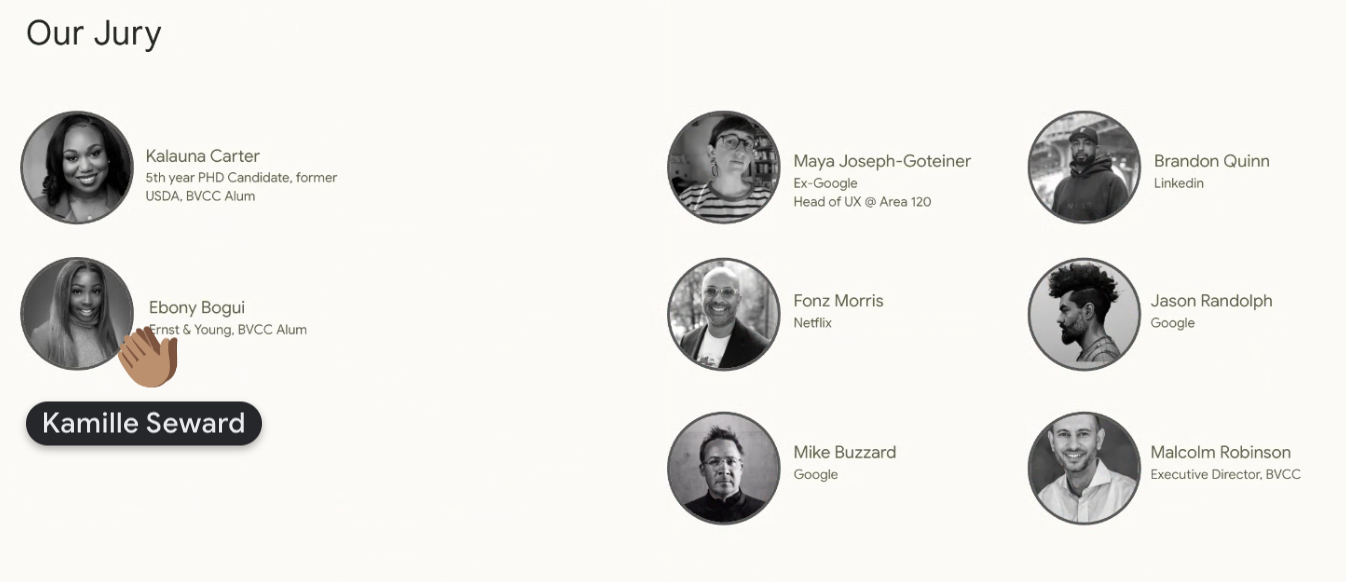 Our Jury
Kalauna Carter
5th year PHD Candidate, former
USDA, BVCC Alum
Ebony Bogui
Ernst & Young, BVCC Alum
Kamille Seward
Maya Joseph-Goteiner
Ex-Google
Head of UX @ Area 120
Fonz Morris
Netflix
Mike Buzzard
Google
Brandon Quinn
Linkedin
Jason Randolph
Google
Malcolm Robinson
Executive Director, BVCC